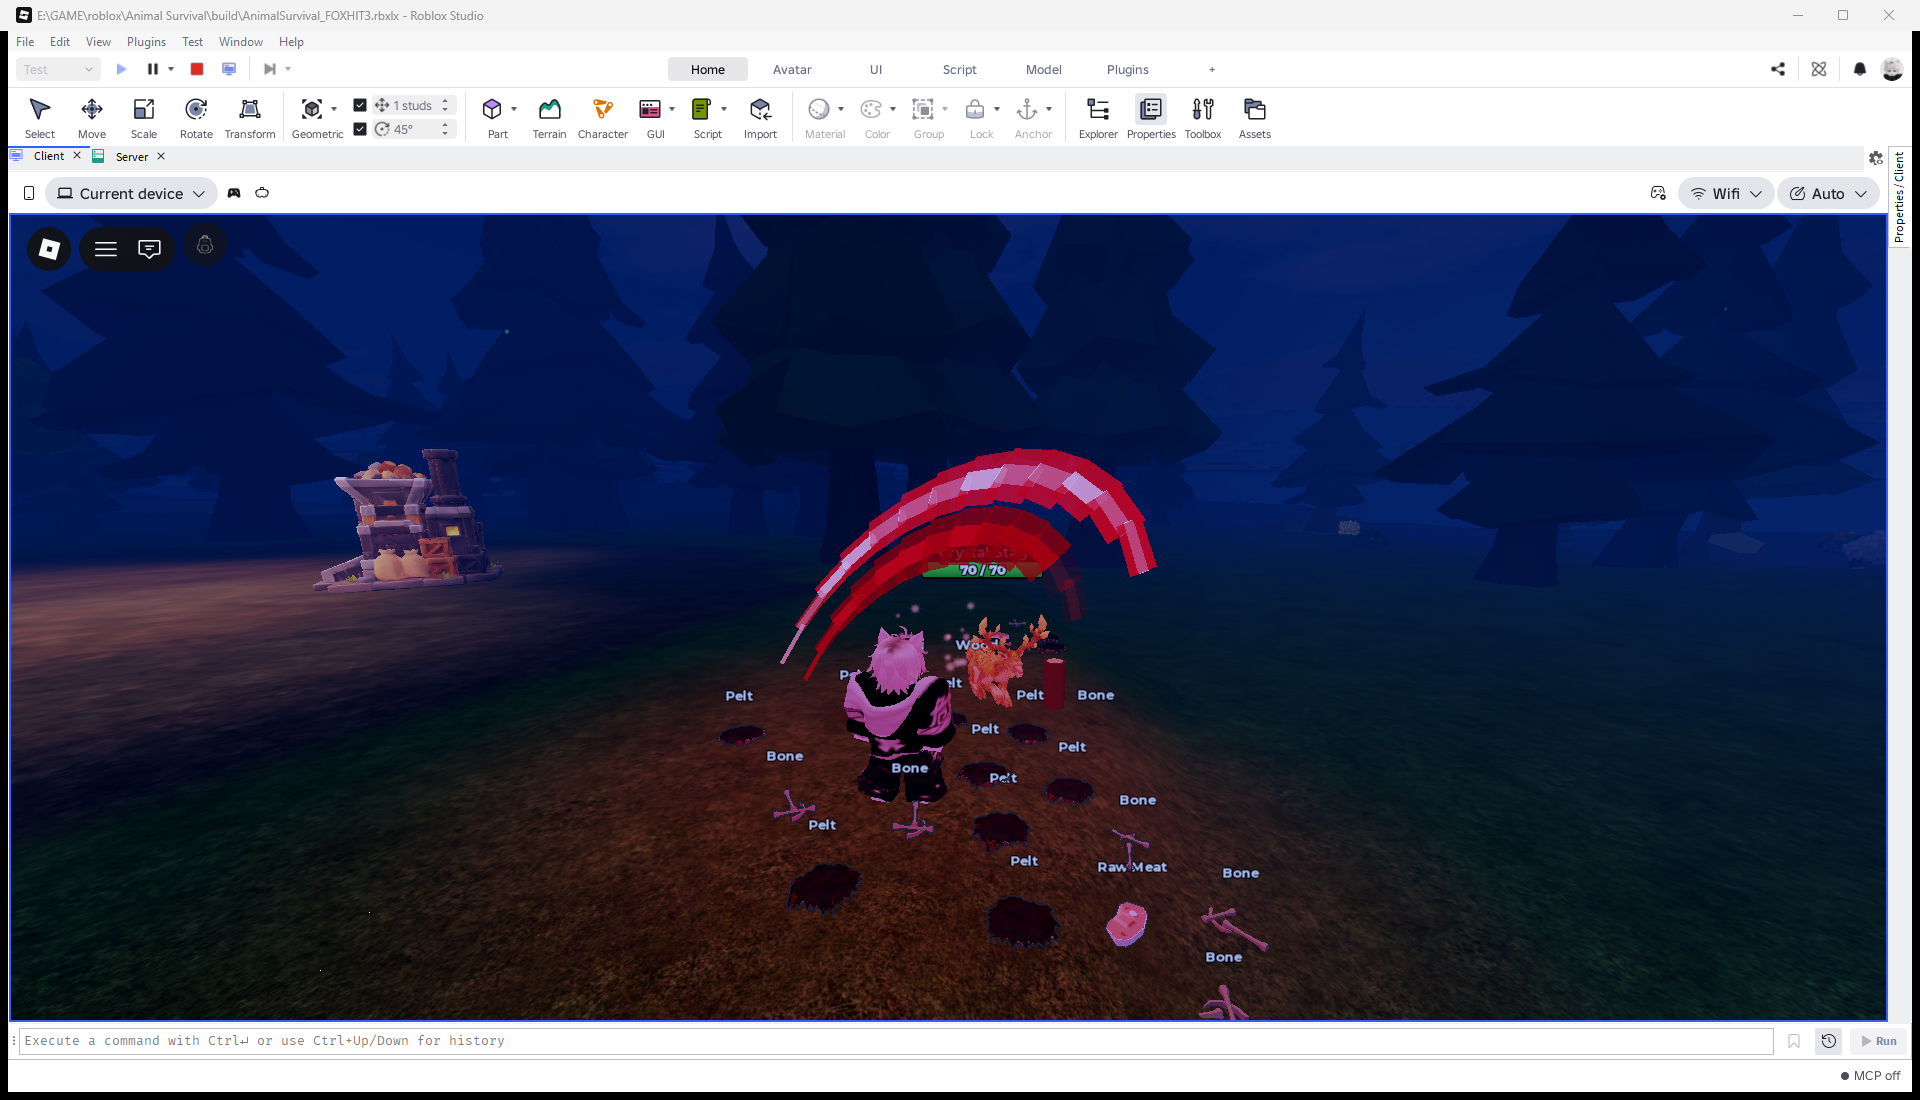 E:\GAME\roblox\Animal Survival\build\AnimalSurvival_FOXHIT3.rbxlx - Roblox Studio
File Edit View Plugins Test Window Help
Test
Home Avatar UI Script Model Plugins +
1 studs
45°
Select Move Scale Rotate Transform Geometric Part Terrain Character GUI Script Import Material Color Group Lock Anchor Explorer Properties Toolbox Assets
Client Server
Properties / Client
Current device
Wifi Auto
70 / 70
Pelt
Pelt Bone
Pelt
Bone
Pelt
Bone
Pelt
Bone
Pelt
Pelt
Raw Meat
Bone
Bone
Execute a command with Ctrl↵ or use Ctrl+Up/Down for history
Run
MCP off